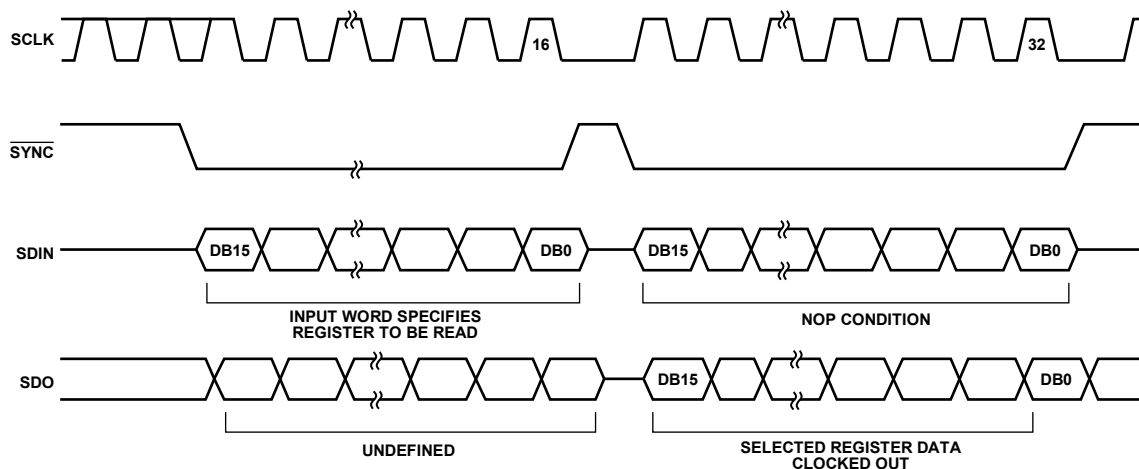 SCLK
16
32
SYNC
SDIN
DB15
DB0
DB15
DB0
INPUT WORD SPECIFIES
REGISTER TO BE READ
NOP CONDITION
SDO
DB15
DB0
UNDEFINED
SELECTED REGISTER DATA
CLOCKED OUT